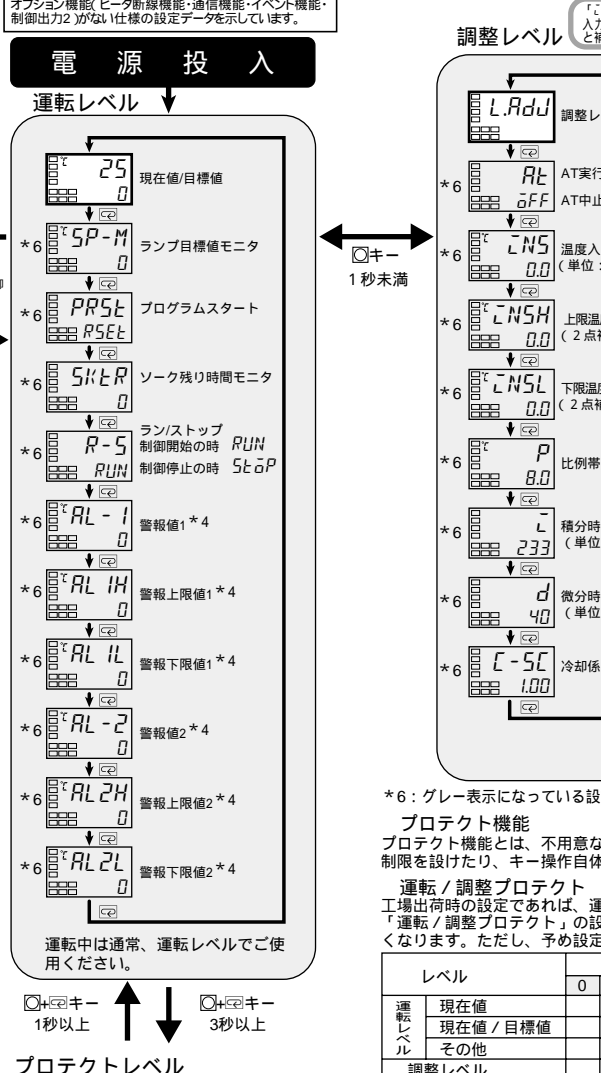 オプション機能(ヒータ断線機能・通信機能・イベント機能・
制御出力2)がない仕様の設定データを示しています。
電源投入
運転レベル
℃
25
0
現在値/目標値
*6
℃
SP-M
0
ランプ目標値モニタ
*6
PRSt
RSEt
プログラムスタート
*6
SKtR
0
ソーク残り時間モニタ
*6
R-S
RUN
ラン/ストップ
制御開始の時 RUN
制御停止の時 StoP
*6
℃
AL-1
0
警報値1*4
*6
℃
AL 1H
0
警報上限値1*4
*6
℃
AL 1L
0
警報下限値1*4
*6
℃
AL-2
0
警報値2*4
*6
℃
AL2H
0
警報上限値2*4
*6
℃
AL2L
0
警報下限値2*4
運転中は通常、運転レベルでご使
用ください。
+キー
1秒以上
+キー
3秒以上
プロテクトレベル
キー
1秒未満
調整レベル
入力
L.AdJ
調整レ
*6
At
oFF
AT実行
AT中止
*6
℃
iNS
0.0
温度入
(単位:
*6
℃
iNSH
0.0
上限温
(2点補
*6
℃
iNSL
0.0
下限温度
(2点補
*6
℃
P
8.0
比例帯
*6
i
233
積分時
(単位
*6
d
40
微分時
(単位
*6
C-SC
1.00
冷却係
*6:グレー表示になっている設
プロテクト機能
プロテクト機能とは、不用意な
制限を設けたり、キー操作自体
運転/調整プロテクト
工場出荷時の設定であれば、運
「運転/調整プロテクト」の設
くなります。ただし、予め設定
レベル
0
運転レベル
現在値
現在値/目標値
その他
調整レベル